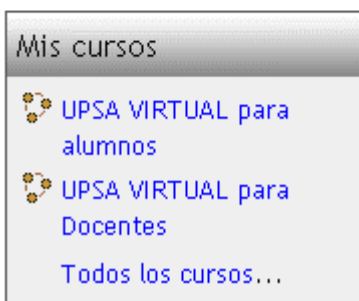 Mis cursos
UPSA VIRTUAL para
alumnos
UPSA VIRTUAL para
Docentes
Todos los cursos...